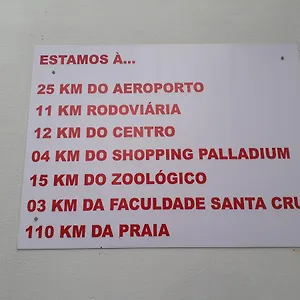 ESTAMOS À...
25 KM DO AEROPORTO
11 KM RODOVIÁRIA
12 KM DO CENTRO
04 KM DO SHOPPING PALLADIUM
15 KM DO ZOOLÓGICO
03 KM DA FACULDADE SANTA CRU
110 KM DA PRAIA